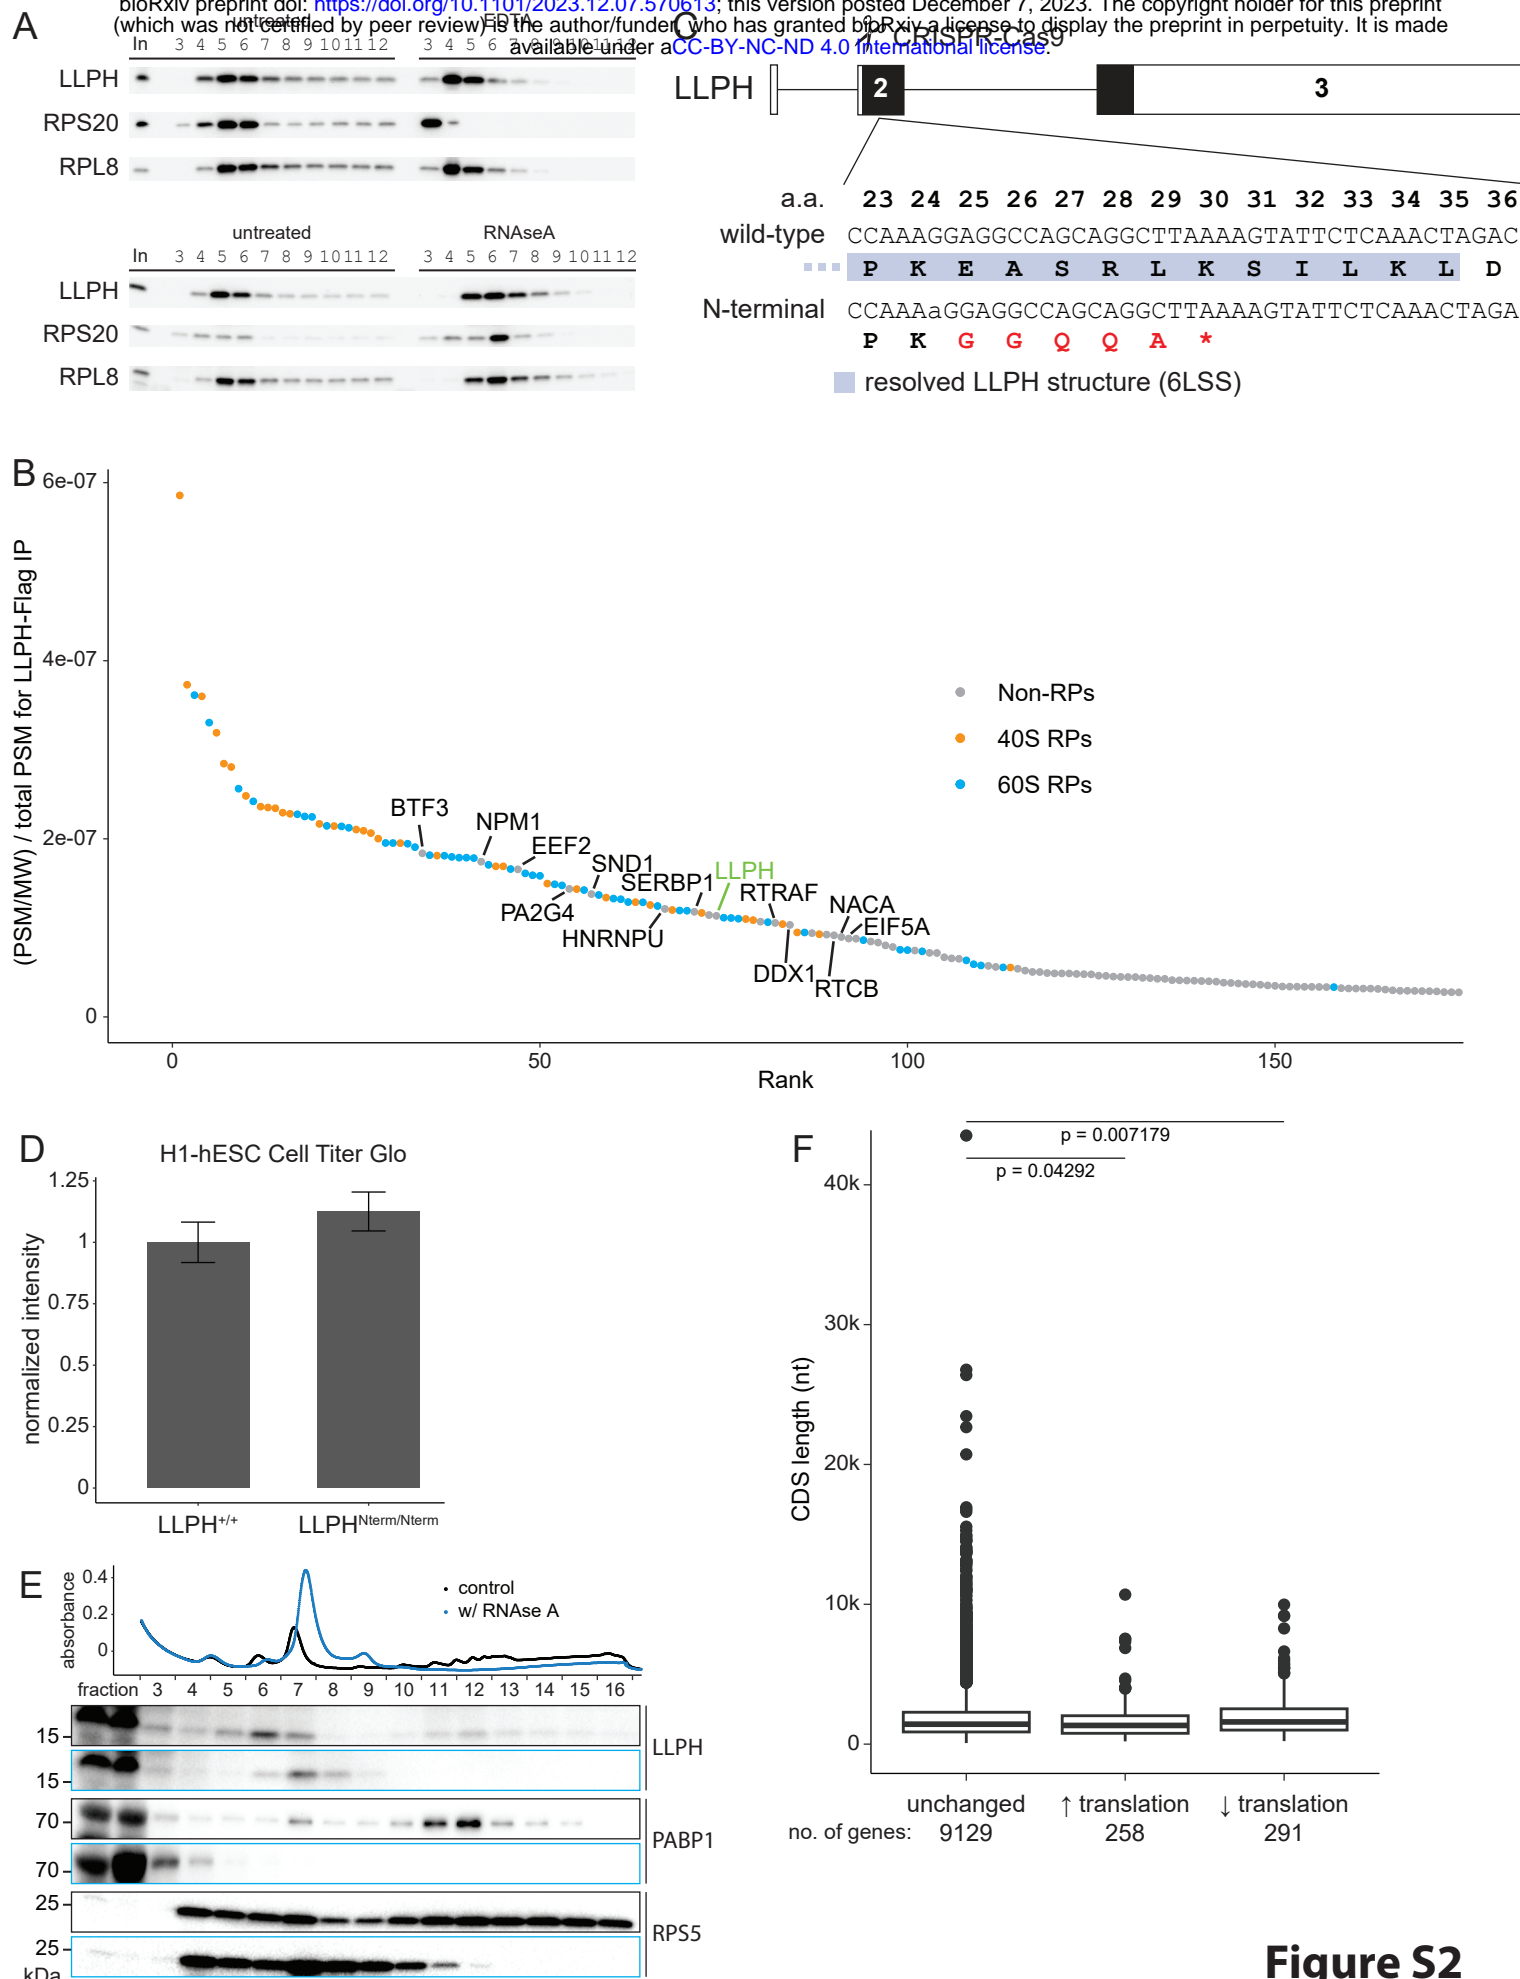 bioRxiv preprint doi: https://doi.org/10.1101/2023.12.07.570613; this version posted December 7, 2023. The copyright holder for this preprint
(which was not certified by peer review) is the author/funder, who has granted bioRxiv a license to display the preprint in perpetuity. It is made
available under aCC-BY-NC-ND 4.0 International license.
A
untreated
EDTA
In 3 4 5 6 7 8 9 10 11 12
3 4 5 6 7 8 9 10 11 12
LLPH
RPS20
RPL8
untreated
RNAseA
In 3 4 5 6 7 8 9 10 11 12
3 4 5 6 7 8 9 10 11 12
LLPH
RPS20
RPL8
C
CRISPR-Cas9
LLPH
2
3
a.a. 23 24 25 26 27 28 29 30 31 32 33 34 35 36
wild-type CCAAAGGAGGCCAGCAGGCTTAAAAGTATTCTCAAACTAGAC
P K E A S R L K S I L K L D
N-terminal CCAAAaGGAGGCCAGCAGGCTTAAAAGTATTCTCAAACTAGA
P K G G Q Q A *
resolved LLPH structure (6LSS)
B
(PSM/MW) / total PSM for LLPH-Flag IP
6e-07
4e-07
2e-07
0
Non-RPs
40S RPs
60S RPs
BTF3
NPM1
EEF2
SND1
SERBP1
LLPH
RTRAF
NACA
EIF5A
PA2G4
HNRNPU
DDX1
RTCB
0 50 100 150
Rank
D
H1-hESC Cell Titer Glo
normalized intensity
1.25
1
0.75
0.5
0.25
0
LLPH+/+
LLPHNterm/Nterm
E
absorbance
0.4
0.2
0
control
w/ RNAse A
fraction 3 4 5 6 7 8 9 10 11 12 13 14 15 16
15
15
LLPH
70
70
PABP1
25
25
RPS5
kDa
F
p = 0.007179
p = 0.04292
CDS length (nt)
40k
30k
20k
10k
0
unchanged ↑ translation ↓ translation
no. of genes: 9129 258 291
Figure S2